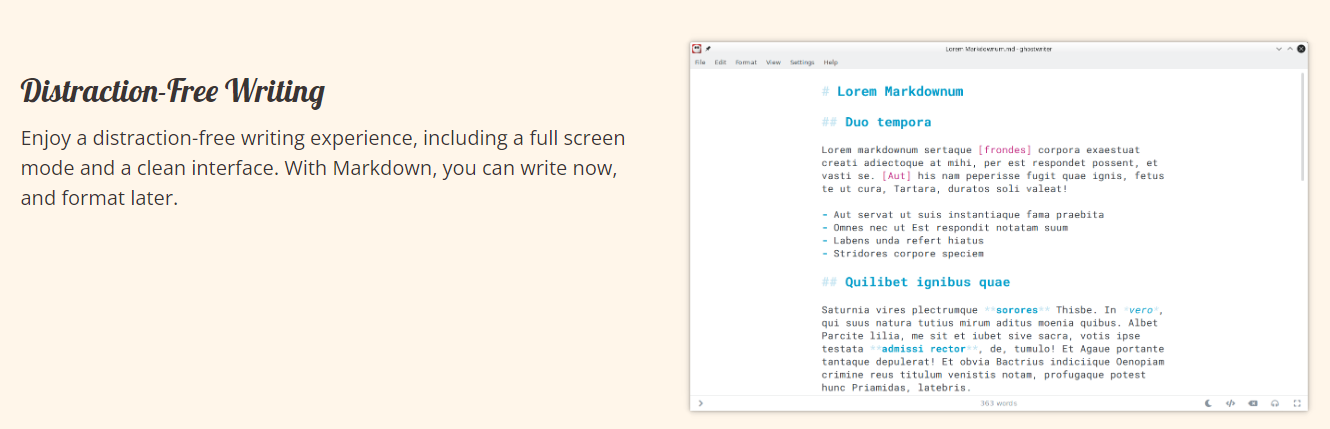 Distraction-Free Writing
Enjoy a distraction-free writing experience, including a full screen
mode and a clean interface. With Markdown, you can write now,
and format later.
Lorem Markdownum.md - ghostwriter
File Edit Format View Settings Help
# Lorem Markdownum
## Duo tempora
Lorem markdownum sertaque [frondes] corpora exaestuat
creati adiectoque at mihi, per est respondet possent, et
vasti se. [Aut] his nam peperisse fugit quae ignis, fetus
te ut cura, Tartara, duratos soli valeat!
- Aut servat ut suis instantiaque fama praebita
- Omnes nec ut Est respondit notatam suum
- Labens unda refert hiatus
- Stridores corpore speciem
## Quilibet ignibus quae
Saturnia vires plectrumque **sorores** Thisbe. In *vero*,
qui suus natura tutius mirum aditus moenia quibus. Albet
Parcite lilia, me sit et iubet sive sacra, votis ipse
testata **admissi rector**, de, tumulo! Et Agaue portante
tantaque depulerat! Et obvia Bactrius indiciique Oenopiam
crimine reus titulum venistis notam, profugaque potest
hunc Priamidas, latebris.
363 words